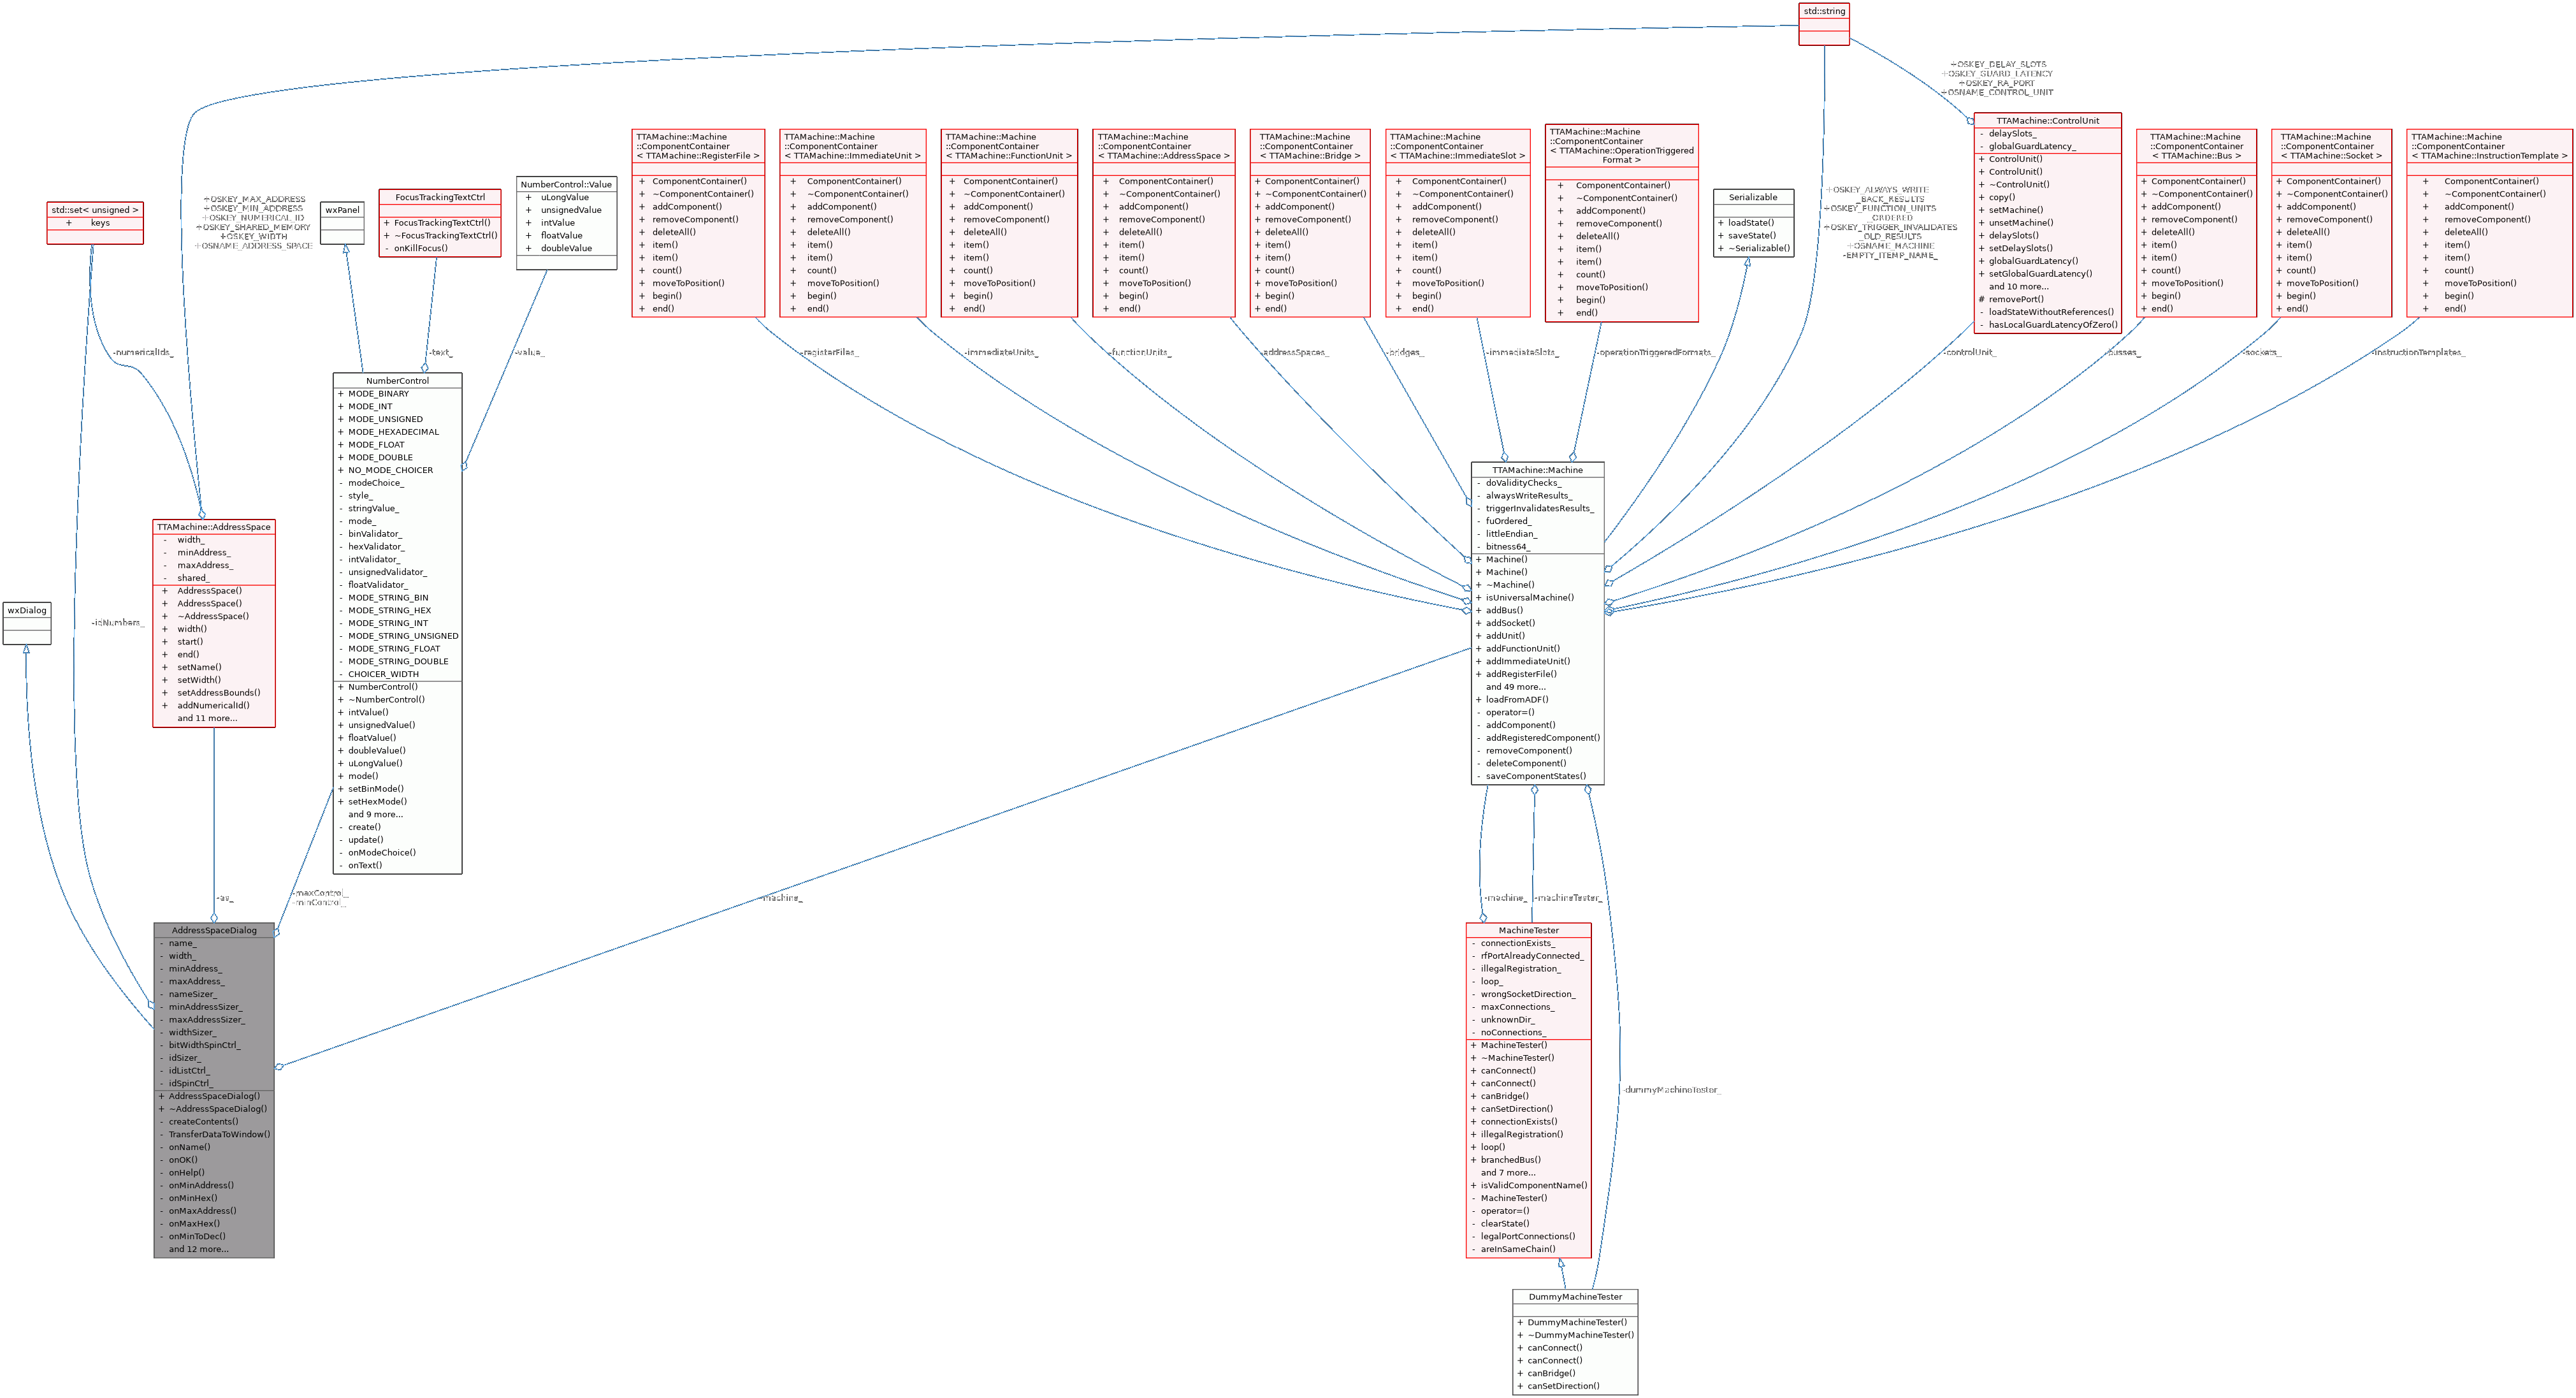 std::string
+OSKEY_DELAY_SLOTS
+OSKEY_GUARD_LATENCY
+OSKEY_RA_PORT
+OSNAME_CONTROL_UNIT
std::set< unsigned >
+ keys
+OSKEY_MAX_ADDRESS
+OSKEY_MIN_ADDRESS
+OSKEY_NUMERICAL_ID
+OSKEY_SHARED_MEMORY
+OSKEY_WIDTH
+OSNAME_ADDRESS_SPACE
wxPanel
FocusTrackingTextCtrl
+ FocusTrackingTextCtrl()
+ ~FocusTrackingTextCtrl()
- onKillFocus()
NumberControl::Value
+ uLongValue
+ unsignedValue
+ intValue
+ floatValue
+ doubleValue
TTAMachine::Machine
::ComponentContainer
< TTAMachine::RegisterFile >
+ ComponentContainer()
+ ~ComponentContainer()
+ addComponent()
+ removeComponent()
+ deleteAll()
+ item()
+ item()
+ count()
+ moveToPosition()
+ begin()
+ end()
TTAMachine::Machine
::ComponentContainer
< TTAMachine::ImmediateUnit >
+ ComponentContainer()
+ ~ComponentContainer()
+ addComponent()
+ removeComponent()
+ deleteAll()
+ item()
+ item()
+ count()
+ moveToPosition()
+ begin()
+ end()
TTAMachine::Machine
::ComponentContainer
< TTAMachine::FunctionUnit >
+ ComponentContainer()
+ ~ComponentContainer()
+ addComponent()
+ removeComponent()
+ deleteAll()
+ item()
+ item()
+ count()
+ moveToPosition()
+ begin()
+ end()
TTAMachine::Machine
::ComponentContainer
< TTAMachine::AddressSpace >
+ ComponentContainer()
+ ~ComponentContainer()
+ addComponent()
+ removeComponent()
+ deleteAll()
+ item()
+ item()
+ count()
+ moveToPosition()
+ begin()
+ end()
TTAMachine::Machine
::ComponentContainer
< TTAMachine::Bridge >
+ ComponentContainer()
+ ~ComponentContainer()
+ addComponent()
+ removeComponent()
+ deleteAll()
+ item()
+ item()
+ count()
+ moveToPosition()
+ begin()
+ end()
TTAMachine::Machine
::ComponentContainer
< TTAMachine::ImmediateSlot >
+ ComponentContainer()
+ ~ComponentContainer()
+ addComponent()
+ removeComponent()
+ deleteAll()
+ item()
+ item()
+ count()
+ moveToPosition()
+ begin()
+ end()
TTAMachine::Machine
::ComponentContainer
< TTAMachine::OperationTriggered
Format >
+ ComponentContainer()
+ ~ComponentContainer()
+ addComponent()
+ removeComponent()
+ deleteAll()
+ item()
+ item()
+ count()
+ moveToPosition()
+ begin()
+ end()
Serializable
+ loadState()
+ saveState()
+ ~Serializable()
+OSKEY_ALWAYS_WRITE
_BACK_RESULTS
+OSKEY_FUNCTION_UNITS
_ORDERED
+OSKEY_TRIGGER_INVALIDATES
_OLD_RESULTS
+OSNAME_MACHINE
-EMPTY_ITEMP_NAME_
TTAMachine::ControlUnit
- delaySlots_
- globalGuardLatency_
+ ControlUnit()
+ ControlUnit()
+ ~ControlUnit()
+ copy()
+ setMachine()
+ unsetMachine()
+ delaySlots()
+ setDelaySlots()
+ globalGuardLatency()
+ setGlobalGuardLatency()
and 10 more...
# removePort()
- loadStateWithoutReferences()
- hasLocalGuardLatencyOfZero()
TTAMachine::Machine
::ComponentContainer
< TTAMachine::Bus >
+ ComponentContainer()
+ ~ComponentContainer()
+ addComponent()
+ removeComponent()
+ deleteAll()
+ item()
+ item()
+ count()
+ moveToPosition()
+ begin()
+ end()
TTAMachine::Machine
::ComponentContainer
< TTAMachine::Socket >
+ ComponentContainer()
+ ~ComponentContainer()
+ addComponent()
+ removeComponent()
+ deleteAll()
+ item()
+ item()
+ count()
+ moveToPosition()
+ begin()
+ end()
TTAMachine::Machine
::ComponentContainer
< TTAMachine::InstructionTemplate >
+ ComponentContainer()
+ ~ComponentContainer()
+ addComponent()
+ removeComponent()
+ deleteAll()
+ item()
+ item()
+ count()
+ moveToPosition()
+ begin()
+ end()
-numericalIds_
-text_
-value_
-registerFiles_
-immediateUnits_
-functionUnits_
-addressSpaces_
-bridges_
-immediateSlots_
-operationTriggeredFormats_
-controlUnit_
-busses_
-sockets_
-instructionTemplates_
NumberControl
+ MODE_BINARY
+ MODE_INT
+ MODE_UNSIGNED
+ MODE_HEXADECIMAL
+ MODE_FLOAT
+ MODE_DOUBLE
+ NO_MODE_CHOICER
- modeChoice_
- style_
- stringValue_
- mode_
- binValidator_
- hexValidator_
- intValidator_
- unsignedValidator_
- floatValidator_
- MODE_STRING_BIN
- MODE_STRING_HEX
- MODE_STRING_INT
- MODE_STRING_UNSIGNED
- MODE_STRING_FLOAT
- MODE_STRING_DOUBLE
- CHOICER_WIDTH
+ NumberControl()
+ ~NumberControl()
+ intValue()
+ unsignedValue()
+ floatValue()
+ doubleValue()
+ uLongValue()
+ mode()
+ setBinMode()
+ setHexMode()
and 9 more...
- create()
- update()
- onModeChoice()
- onText()
TTAMachine::Machine
- doValidityChecks_
- alwaysWriteResults_
- triggerInvalidatesResults_
- fuOrdered_
- littleEndian_
- bitness64_
+ Machine()
+ Machine()
+ ~Machine()
+ isUniversalMachine()
+ addBus()
+ addSocket()
+ addUnit()
+ addFunctionUnit()
+ addImmediateUnit()
+ addRegisterFile()
and 49 more...
+ loadFromADF()
- operator=()
- addComponent()
- addRegisteredComponent()
- removeComponent()
- deleteComponent()
- saveComponentStates()
TTAMachine::AddressSpace
- width_
- minAddress_
- maxAddress_
- shared_
+ AddressSpace()
+ AddressSpace()
+ ~AddressSpace()
+ width()
+ start()
+ end()
+ setName()
+ setWidth()
+ setAddressBounds()
+ addNumericalId()
and 11 more...
wxDialog
-idNumbers_
-as_
-maxControl_
-minControl_
-machine_
-machine_
-machineTester_
AddressSpaceDialog
- name_
- width_
- minAddress_
- maxAddress_
- nameSizer_
- minAddressSizer_
- maxAddressSizer_
- widthSizer_
- bitWidthSpinCtrl_
- idSizer_
- idListCtrl_
- idSpinCtrl_
+ AddressSpaceDialog()
+ ~AddressSpaceDialog()
- createContents()
- TransferDataToWindow()
- onName()
- onOK()
- onHelp()
- onMinAddress()
- onMinHex()
- onMaxAddress()
- onMaxHex()
- onMinToDec()
and 12 more...
MachineTester
- connectionExists_
- rfPortAlreadyConnected_
- illegalRegistration_
- loop_
- wrongSocketDirection_
- maxConnections_
- unknownDir_
- noConnections_
+ MachineTester()
+ ~MachineTester()
+ canConnect()
+ canConnect()
+ canBridge()
+ canSetDirection()
+ connectionExists()
+ illegalRegistration()
+ loop()
+ branchedBus()
and 7 more...
+ isValidComponentName()
- MachineTester()
- operator=()
- clearState()
- legalPortConnections()
- areInSameChain()
-dummyMachineTester_
DummyMachineTester
+ DummyMachineTester()
+ ~DummyMachineTester()
+ canConnect()
+ canConnect()
+ canBridge()
+ canSetDirection()